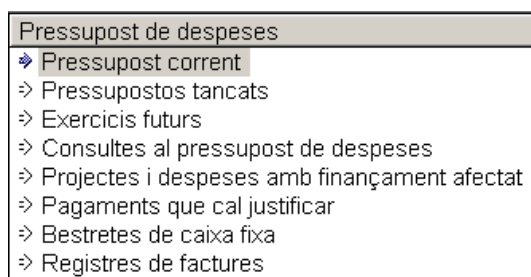 Pressupost de despeses
Pressupost corrent
Pressupostos tancats
Exercicis futurs
Consultes al pressupost de despeses
Projectes i despeses amb finançament afectat
Pagaments que cal justificar
Bestretes de caixa fixa
Registres de factures